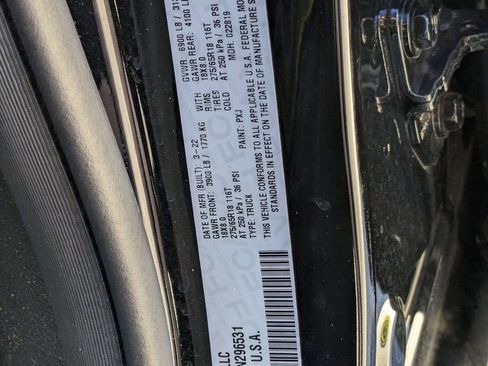 LC
DATE OF MFR (BUILT): 3-22 GVWR: 6900 LB / 313
GAWR FRONT: 3900 LB / 1770 KG WITH GAWR REAR: 4100 LB
18X8.0 RIMS 18X8.0
275/65R18 116T TIRES 275/65R18 116T
AT 250 kPa / 36 PSI COLD AT 250 kPa / 36 PSI
TYPE: TRUCK PAINT: PXJ MDH: 022819
THIS VEHICLE CONFORMS TO ALL APPLICABLE U.S.A. FEDERAL MO
STANDARDS IN EFFECT ON THE DATE OF MANUFACTURE S
N296531
U.S.A.